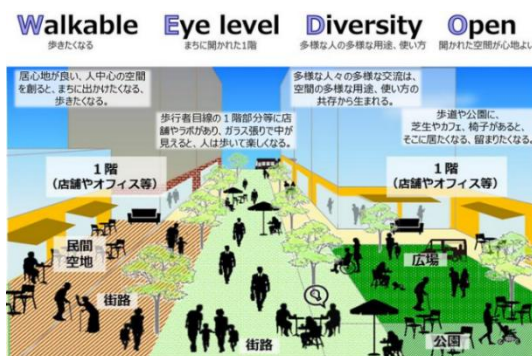 Walkable
歩きたくなる
Eye level
まちに開かれた1階
Diversity
多様な人の多様な用途、使い方
Open
開かれた空間が心地よい
居心地が良い、人中心の空間
を創ると、まちに出かけたくなる、
歩きたくなる。
歩行者目線の1階部分等に店
舗やラボがあり、ガラス張りで中が
見えると、人は歩いて楽しくなる。
多様な人々の多様な交流は、
空間の多様な用途、使い方の
共存から生まれる。
歩道や公園に、
芝生やカフェ、椅子があると、
そこに居たくなる、留まりたくなる。
1階
(店舗やオフィス等)
1階
(店舗やオフィス等)
民間
空地
広場
街路
街路
公園